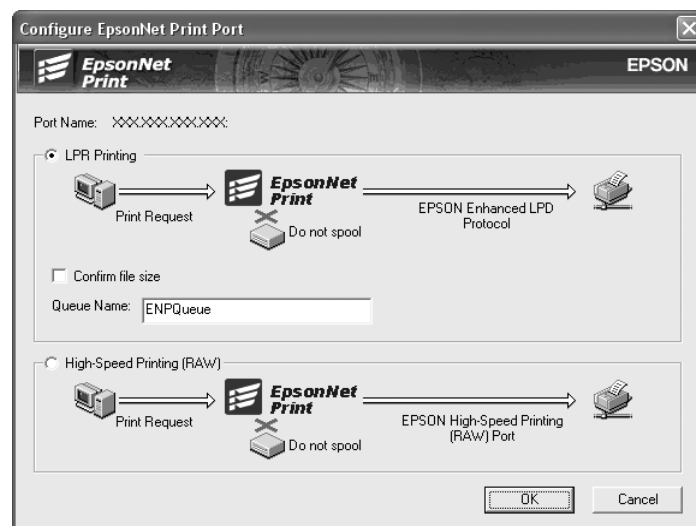 Configure EpsonNet Print Port
EpsonNet
Print
EPSON
Port Name: XXX.XXX.XXX.XXX:
LPR Printing
EpsonNet
Print
Print Request
EPSON Enhanced LPD
Protocol
Do not spool
Confirm file size
Queue Name: ENPQueue
High-Speed Printing (RAW)
EpsonNet
Print
Print Request
EPSON High-Speed Printing
(RAW) Port
Do not spool
OK
Cancel